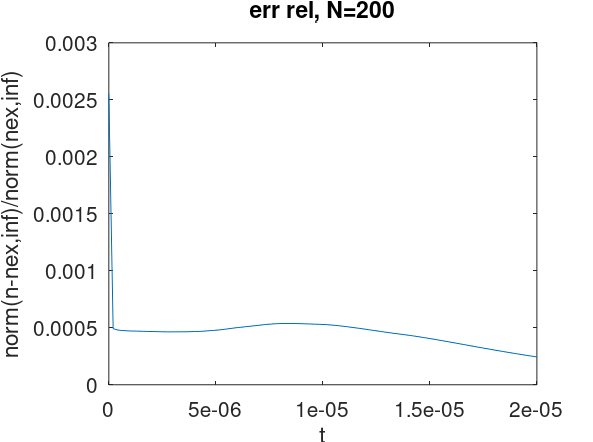 err rel, N=200
norm(n-nex,inf)/norm(nex,inf)
0.003
0.0025
0.002
0.0015
0.001
0.0005
0
0 5e-06 1e-05 1.5e-05 2e-05
t